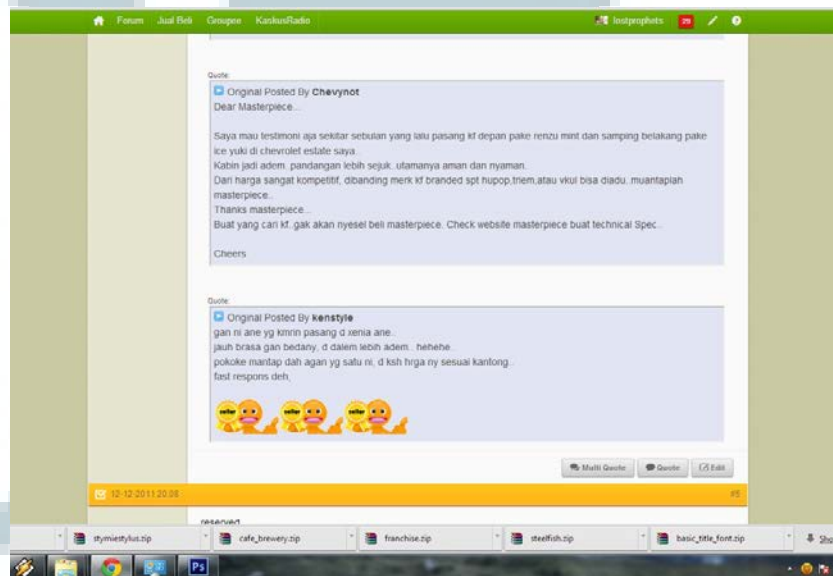 Forum Jual Beli Groupee KaskusRadio lostprophets 29
Quote:
Original Posted By Chevynot
Dear Masterpiece...
Saya mau testimoni aja sekitar sebulan yang lalu pasang kf depan pake renzu mint dan samping belakang pake
ice yuki di chevrolet estate saya..
Kabin jadi adem..pandangan lebih sejuk..utamanya aman dan nyaman.
Dari harga sangat kompetitif, dibanding merk kf branded spt hupop,triem,atau vkul bisa diadu..muantaplah
masterpiece..
Thanks masterpiece...
Buat yang cari kf..gak akan nyesel beli masterpiece. Check website masterpiece buat technical Spec..
Cheers
Quote:
Original Posted By kenstyle
gan ni ane yg kmrin pasang d xenia ane..
jauh brasa gan bedany, d dalem lebih adem.. hehehe..
pokoke mantap dah agan yg satu ni, d ksh hrga ny sesuai kantong..
fast respons deh,
seller seller seller
Multi Quote Quote Edit
12-12-2011 20:06 #5
reserved
stymiestylus.zip cafe_brewery.zip franchise.zip steelfish.zip basic_title_font.zip
Ps